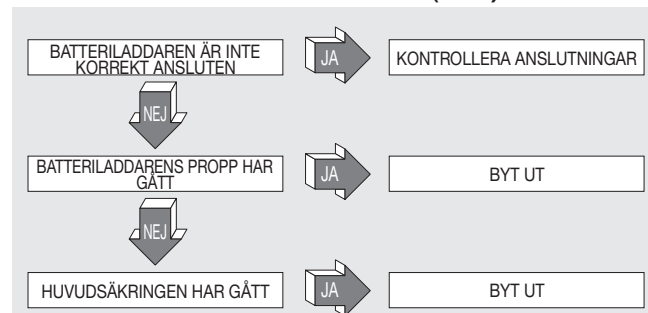 BATTERILADDAREN ÄR INTE
KORREKT ANSLUTEN
JA
KONTROLLERA ANSLUTNINGAR
NEJ
BATTERILADDARENS PROPP HAR
GÅTT
JA
BYT UT
NEJ
HUVUDSÄKRINGEN HAR GÅTT
JA
BYT UT